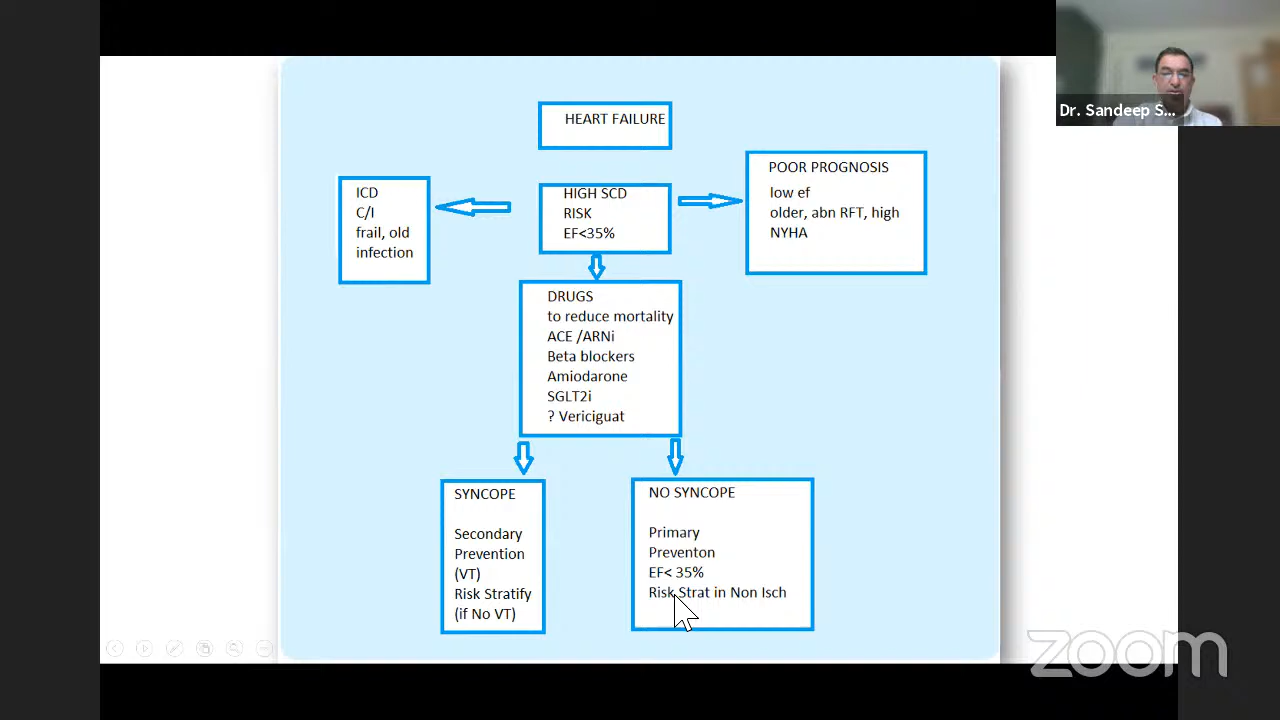 Dr. Sandeep S...
HEART FAILURE
ICD
C/I
frail, old
infection
HIGH SCD
RISK
EF<35%
POOR PROGNOSIS
low ef
older, abn RFT, high
NYHA
DRUGS
to reduce mortality
ACE /ARNi
Beta blockers
Amiodarone
SGLT2i
? Vericiguat
SYNCOPE
Secondary
Prevention
(VT)
Risk Stratify
(if No VT)
NO SYNCOPE
Primary
Preventon
EF< 35%
Risk Strat in Non Isch
zoom